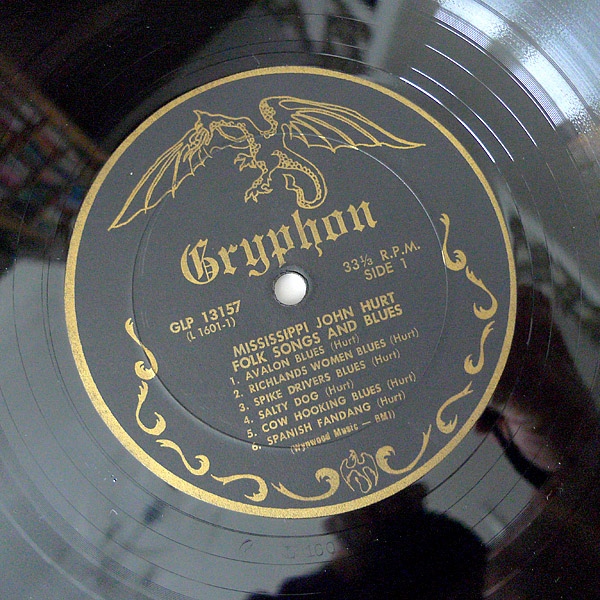 Gryphon
33⅓ R.P.M.
SIDE 1
GLP 13157
(L 1601-1)
MISSISSIPPI JOHN HURT
FOLK SONGS AND BLUES
1. AVALON BLUES (Hurt)
2. RICHLANDS WOMEN BLUES (Hurt)
3. SPIKE DRIVERS BLUES (Hurt)
4. SALTY DOG (Hurt)
5. COW HOOKING BLUES (Hurt)
6. SPANISH FANDANG (Hurt)
(Wynwood Music — BMI)